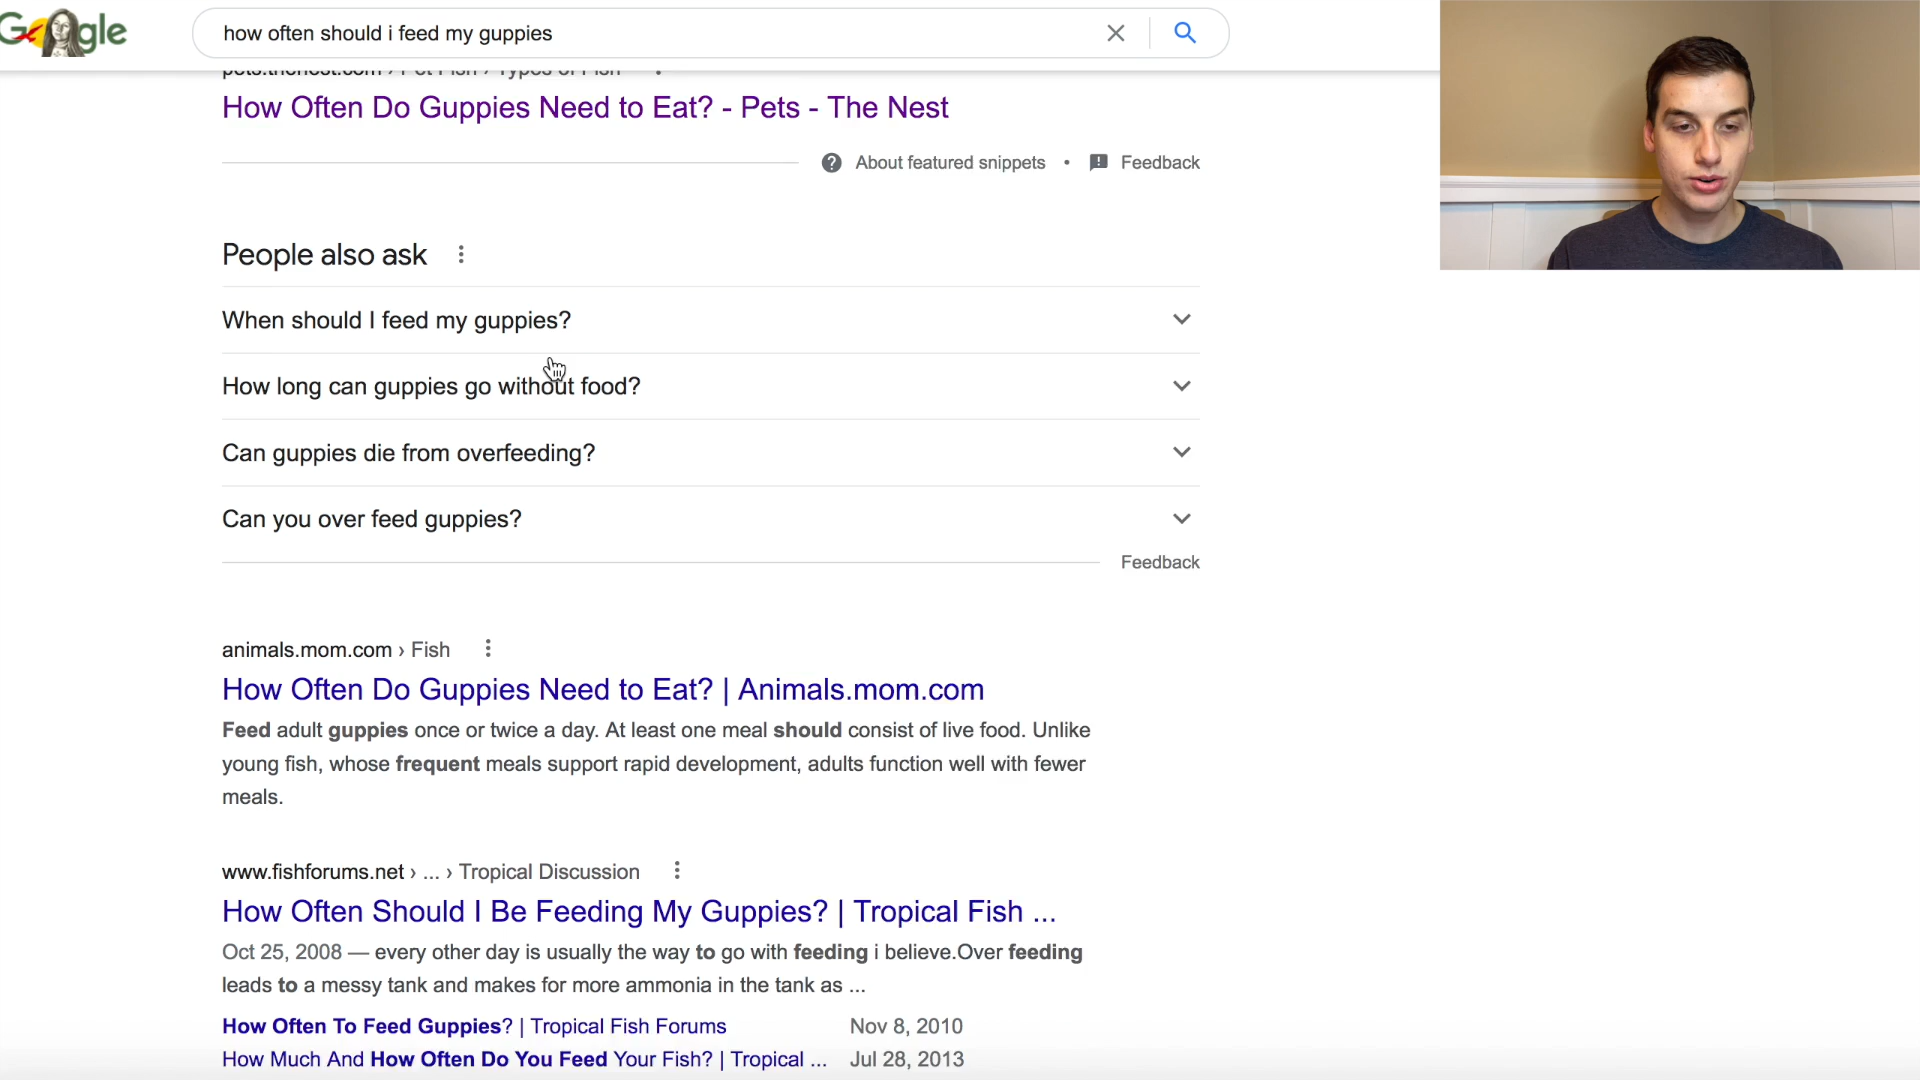 Google
how often should i feed my guppies
pets.thenest.com › Pet Fish › Types of Fish
How Often Do Guppies Need to Eat? - Pets - The Nest
About featured snippets • Feedback
People also ask
When should I feed my guppies?
How long can guppies go without food?
Can guppies die from overfeeding?
Can you over feed guppies?
Feedback
animals.mom.com › Fish
How Often Do Guppies Need to Eat? | Animals.mom.com
Feed adult guppies once or twice a day. At least one meal should consist of live food. Unlike
young fish, whose frequent meals support rapid development, adults function well with fewer
meals.
www.fishforums.net › ... › Tropical Discussion
How Often Should I Be Feeding My Guppies? | Tropical Fish ...
Oct 25, 2008 — every other day is usually the way to go with feeding i believe.Over feeding
leads to a messy tank and makes for more ammonia in the tank as ...
How Often To Feed Guppies? | Tropical Fish Forums Nov 8, 2010
How Much And How Often Do You Feed Your Fish? | Tropical ... Jul 28, 2013